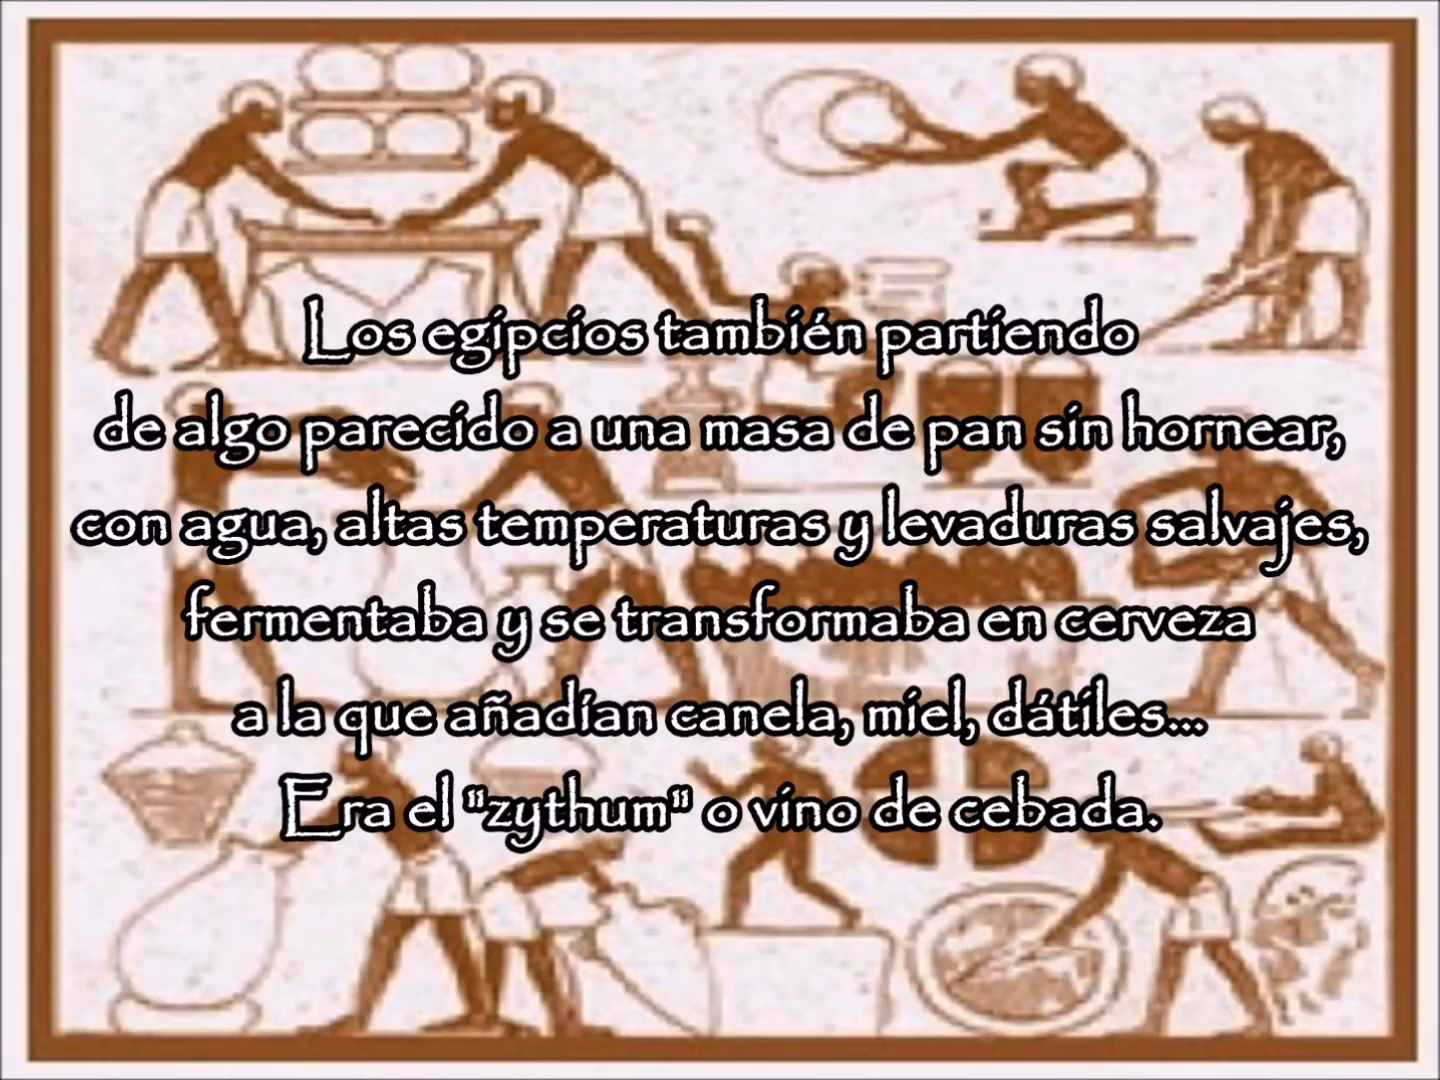 Los egipcios también partiendo
de algo parecido a una masa de pan sin hornear,
con agua, altas temperaturas y levaduras salvajes,
fermentaba y se transformaba en cerveza
a la que añadían canela, miel, dátiles...
Era el "zythum" o vino de cebada.